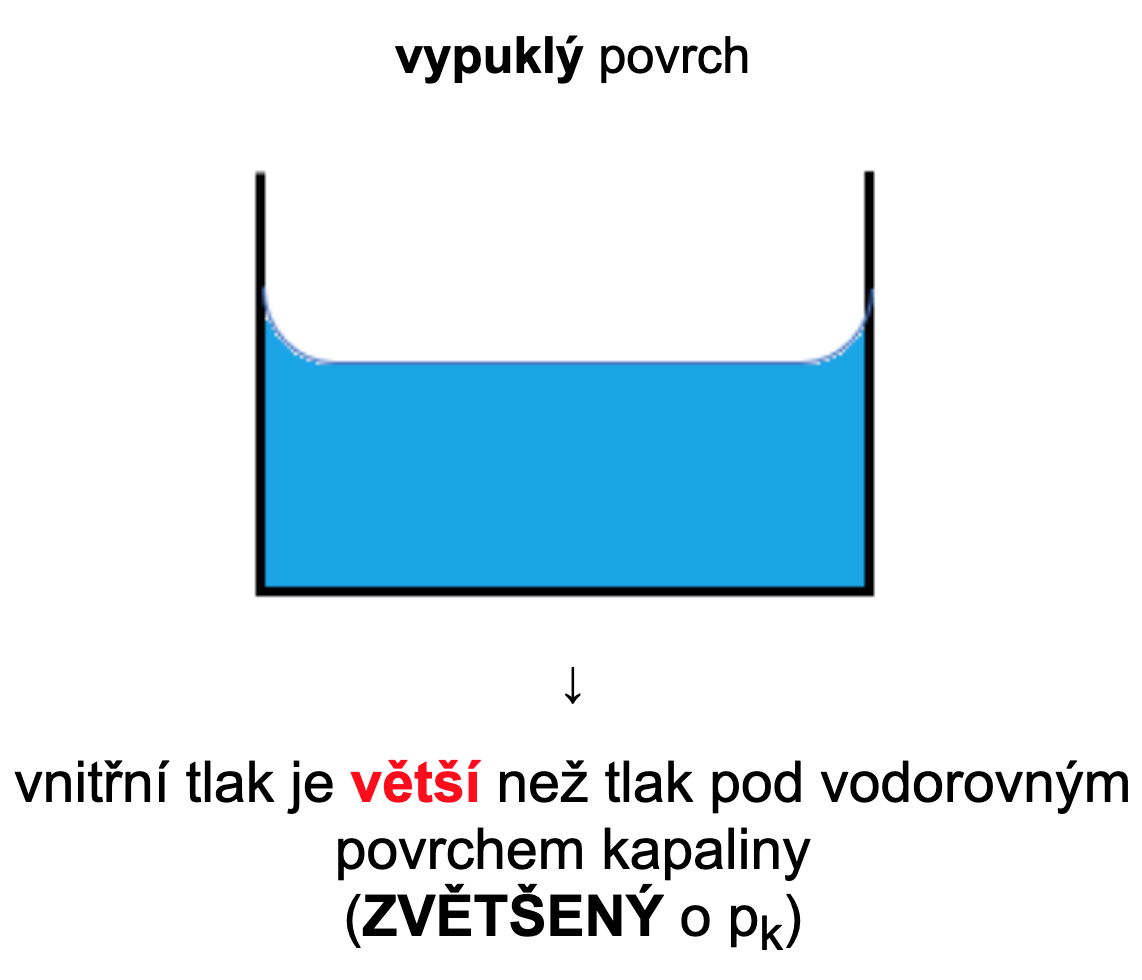 vypuklý povrch
↓
vnitřní tlak je větší než tlak pod vodorovným
povrchem kapaliny
(ZVĚTŠENÝ o pk)